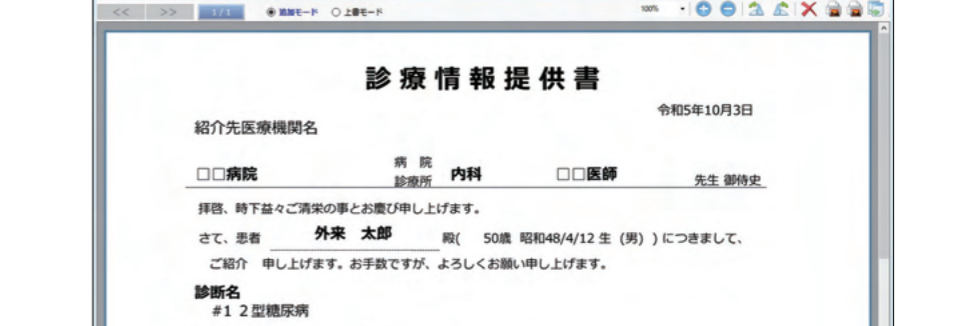 << >> 1/1 追加モード 上書モード 100%
診療情報提供書
令和5年10月3日
紹介先医療機関名
□□病院 病院 診療所 内科 □□医師 先生 御侍史
拝啓、時下益々ご清栄の事とお慶び申し上げます。
さて、患者 外来 太郎 殿( 50歳 昭和48/4/12 生 (男) ) につきまして、
ご紹介 申し上げます。お手数ですが、よろしくお願い申し上げます。
診断名
#1 2型糖尿病